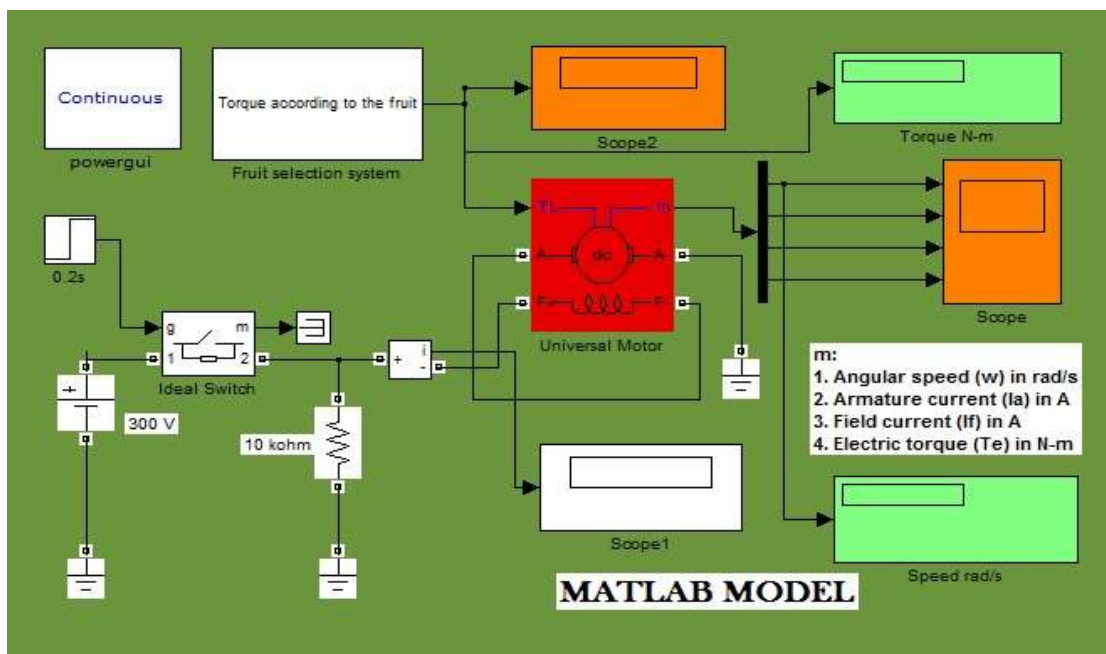 Continuous
powergui
Torque according to the fruit
Fruit selection system
Scope2
Torque N-m
0.2s
TL
m
A+
dc
A-
F+
F-
Universal Motor
Scope
g
m
1
2
Ideal Switch
+
i
-
+
300 V
10 kohm
m:
1. Angular speed (w) in rad/s
2. Armature current (Ia) in A
3. Field current (If) in A
4. Electric torque (Te) in N-m
Scope1
Speed rad/s
MATLAB MODEL